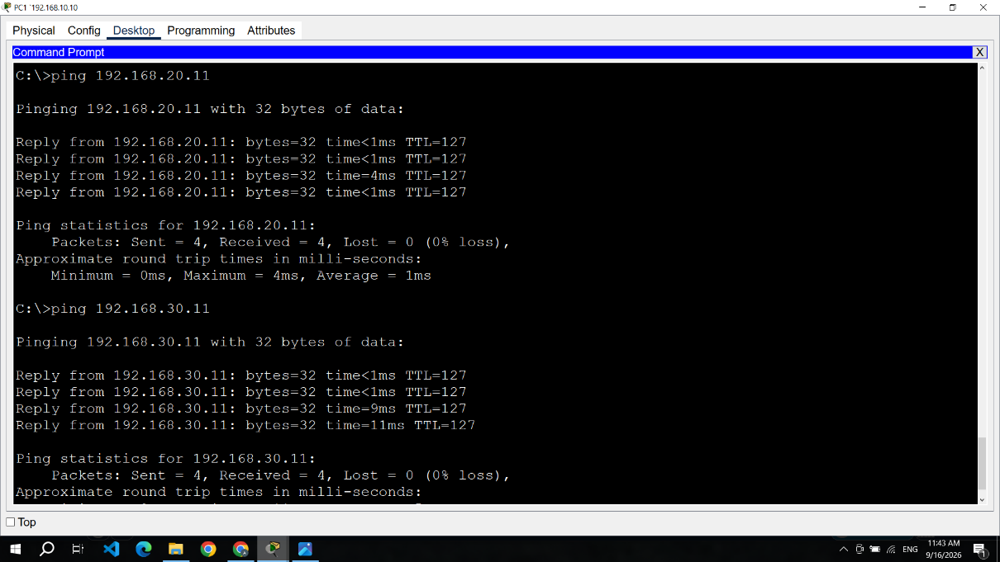 PC1 `192.168.10.10
Physical Config Desktop Programming Attributes
Command Prompt X
C:\>ping 192.168.20.11
Pinging 192.168.20.11 with 32 bytes of data:
Reply from 192.168.20.11: bytes=32 time<1ms TTL=127
Reply from 192.168.20.11: bytes=32 time<1ms TTL=127
Reply from 192.168.20.11: bytes=32 time=4ms TTL=127
Reply from 192.168.20.11: bytes=32 time<1ms TTL=127
Ping statistics for 192.168.20.11:
Packets: Sent = 4, Received = 4, Lost = 0 (0% loss),
Approximate round trip times in milli-seconds:
Minimum = 0ms, Maximum = 4ms, Average = 1ms
C:\>ping 192.168.30.11
Pinging 192.168.30.11 with 32 bytes of data:
Reply from 192.168.30.11: bytes=32 time<1ms TTL=127
Reply from 192.168.30.11: bytes=32 time<1ms TTL=127
Reply from 192.168.30.11: bytes=32 time=9ms TTL=127
Reply from 192.168.30.11: bytes=32 time=11ms TTL=127
Ping statistics for 192.168.30.11:
Packets: Sent = 4, Received = 4, Lost = 0 (0% loss),
Approximate round trip times in milli-seconds:
Top
ENG
11:43 AM
9/16/2026
1